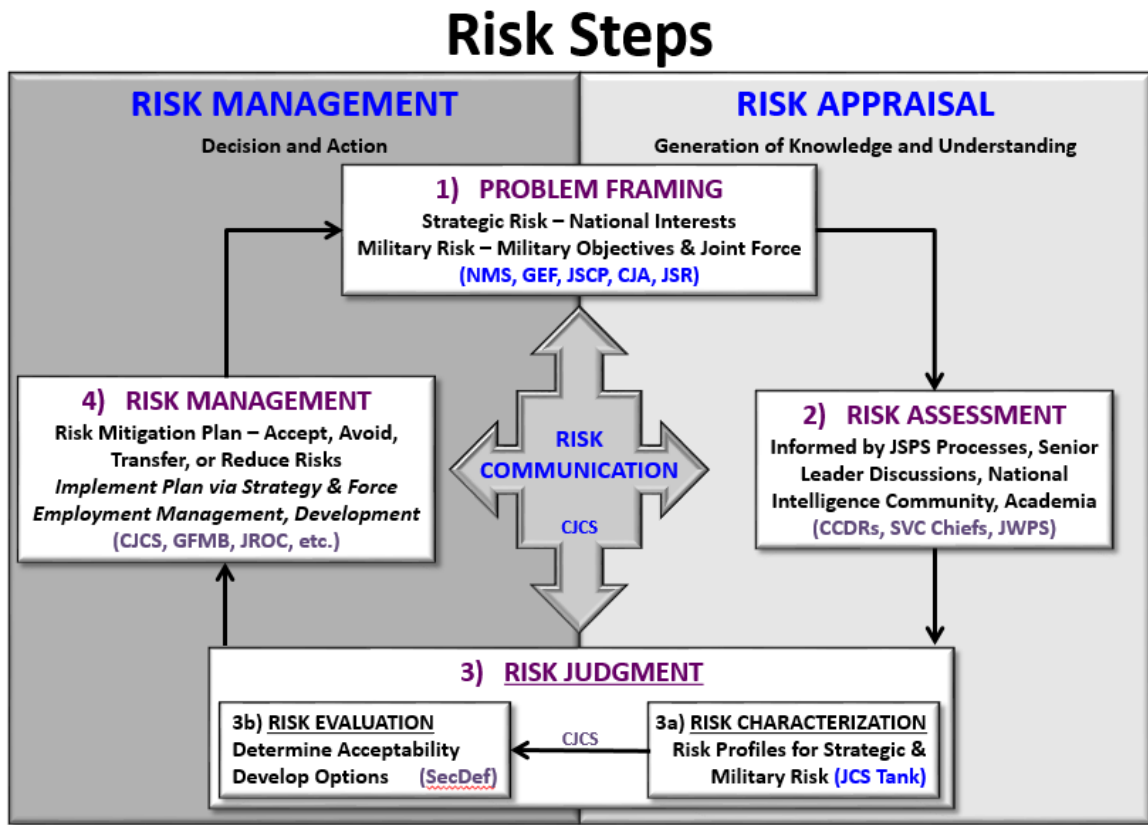 Risk Steps
RISK MANAGEMENT
Decision and Action
RISK APPRAISAL
Generation of Knowledge and Understanding
1) PROBLEM FRAMING
Strategic Risk – National Interests
Military Risk – Military Objectives & Joint Force
(NMS, GEF, JSCP, CJA, JSR)
4) RISK MANAGEMENT
Risk Mitigation Plan – Accept, Avoid,
Transfer, or Reduce Risks
Implement Plan via Strategy & Force
Employment Management, Development
(CJCS, GFMB, JROC, etc.)
RISK
COMMUNICATION
CJCS
2) RISK ASSESSMENT
Informed by JSPS Processes, Senior
Leader Discussions, National
Intelligence Community, Academia
(CCDRs, SVC Chiefs, JWPS)
3) RISK JUDGMENT
3b) RISK EVALUATION
Determine Acceptability
Develop Options (SecDef)
CJCS
3a) RISK CHARACTERIZATION
Risk Profiles for Strategic &
Military Risk (JCS Tank)